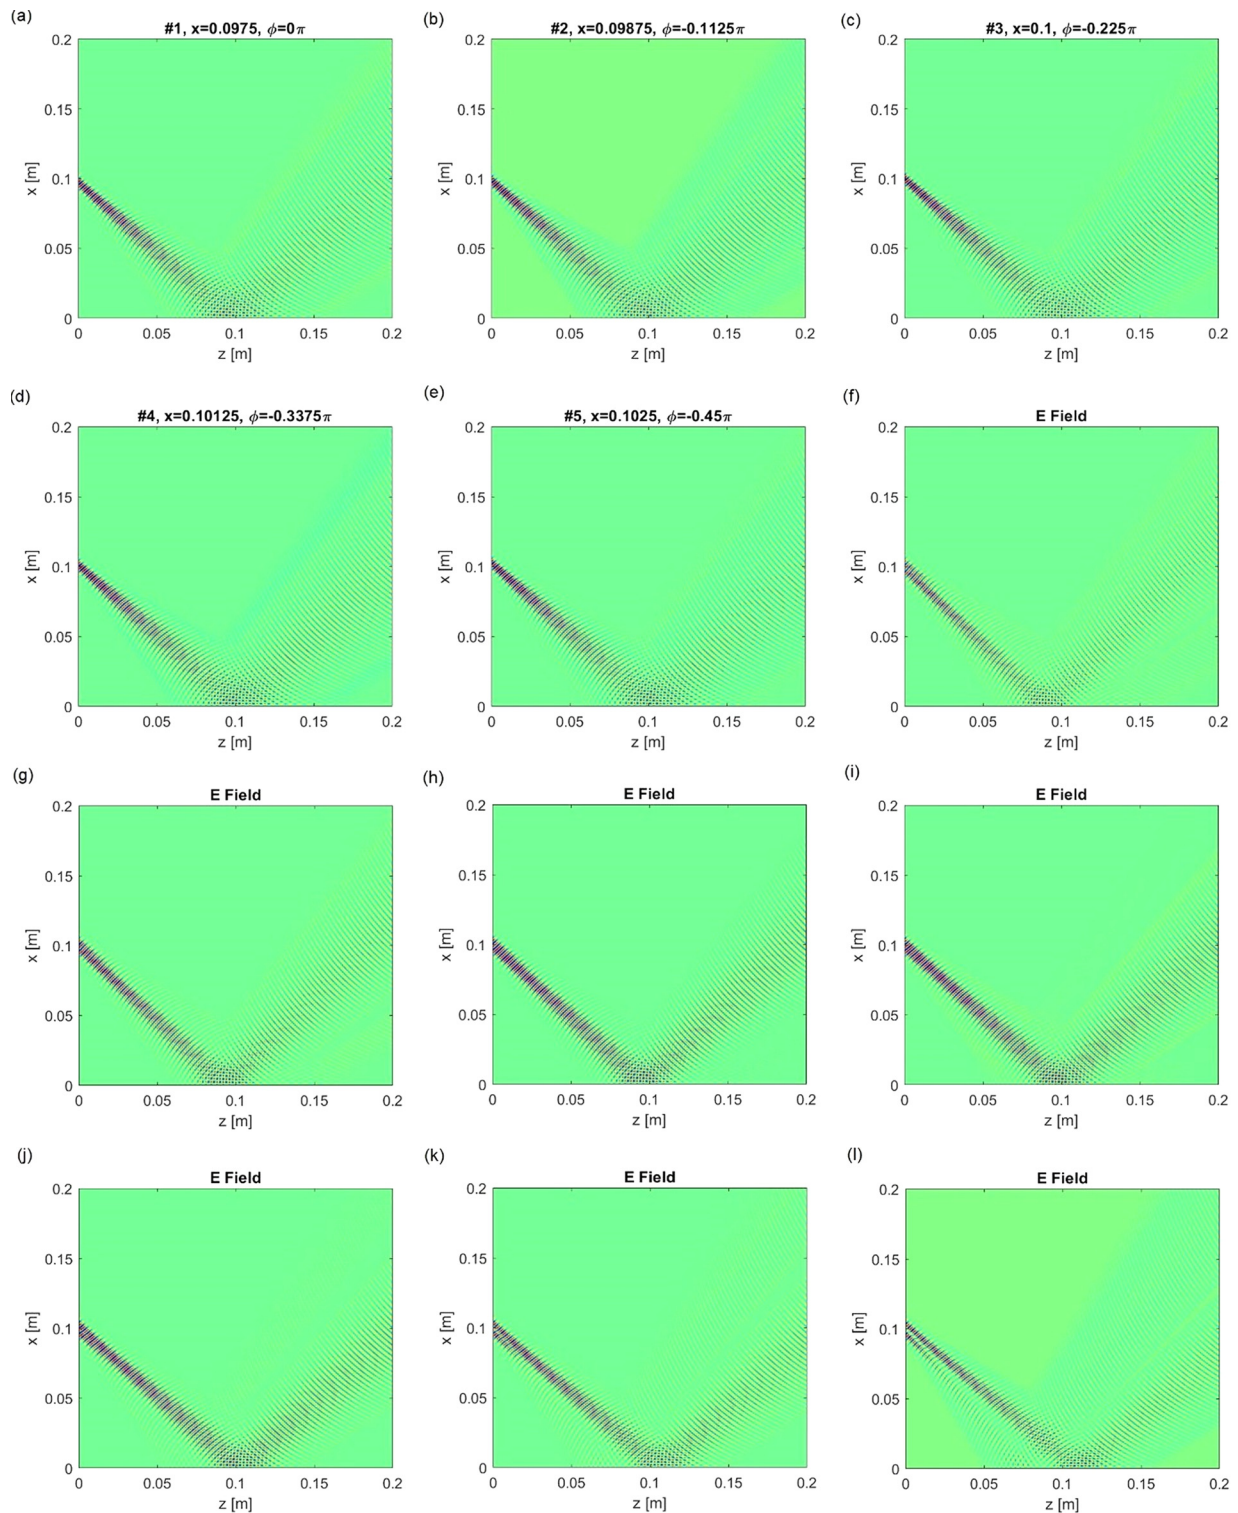 (a) (b) (c)
#1, x=0.0975, ϕ=0π #2, x=0.09875, ϕ=-0.1125π #3, x=0.1, ϕ=-0.225π
0.2 0.2 0.2
0.15 0.15 0.15
x [m] x [m] x [m]
0.1 0.1 0.1
0.05 0.05 0.05
0 0 0
0 0.05 0.1 0.15 0.2 0 0.05 0.1 0.15 0.2 0 0.05 0.1 0.15 0.2
z [m] z [m] z [m]
(d) (e) (f)
#4, x=0.10125, ϕ=-0.3375π #5, x=0.1025, ϕ=-0.45π E Field
0.2 0.2 0.2
0.15 0.15 0.15
x [m] x [m] x [m]
0.1 0.1 0.1
0.05 0.05 0.05
0 0 0
0 0.05 0.1 0.15 0.2 0 0.05 0.1 0.15 0.2 0 0.05 0.1 0.15 0.2
z [m] z [m] z [m]
(g) (h) (i)
E Field E Field E Field
0.2 0.2 0.2
0.15 0.15 0.15
x [m] x [m] x [m]
0.1 0.1 0.1
0.05 0.05 0.05
0 0 0
0 0.05 0.1 0.15 0.2 0 0.05 0.1 0.15 0.2 0 0.05 0.1 0.15 0.2
z [m] z [m] z [m]
(j) (k) (l)
E Field E Field E Field
0.2 0.2 0.2
0.15 0.15 0.15
x [m] x [m] x [m]
0.1 0.1 0.1
0.05 0.05 0.05
0 0 0
0 0.05 0.1 0.15 0.2 0 0.05 0.1 0.15 0.2 0 0.05 0.1 0.15 0.2
z [m] z [m] z [m]